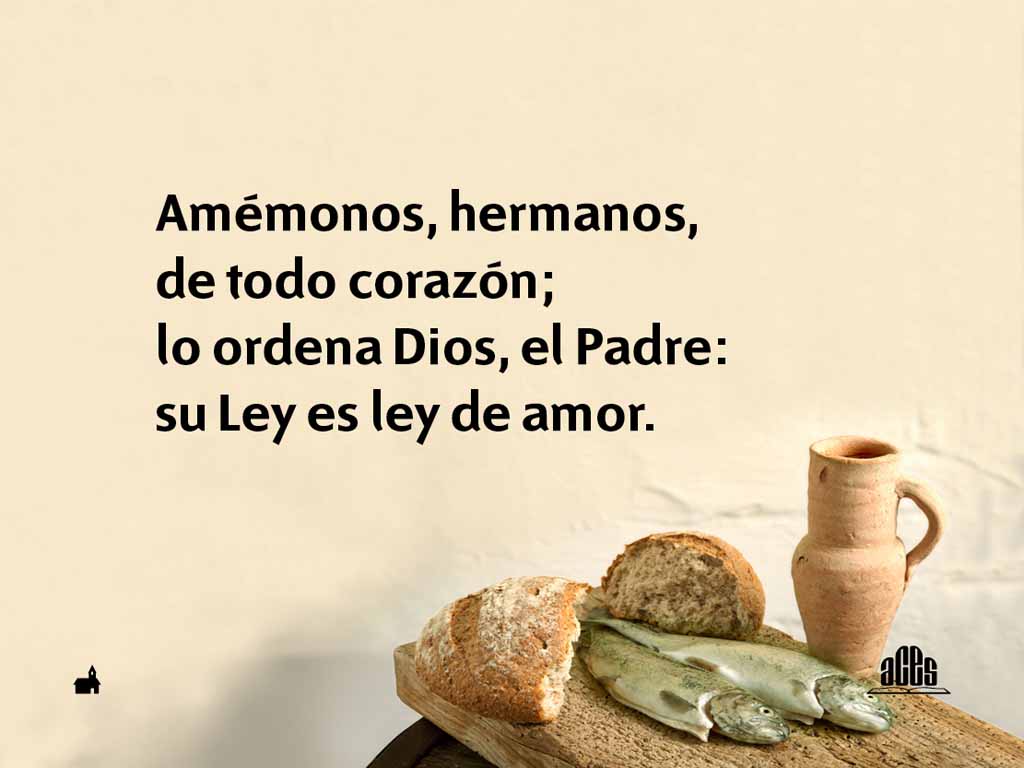 Amémonos, hermanos,
de todo corazón;
lo ordena Dios, el Padre:
su Ley es ley de amor.
aces